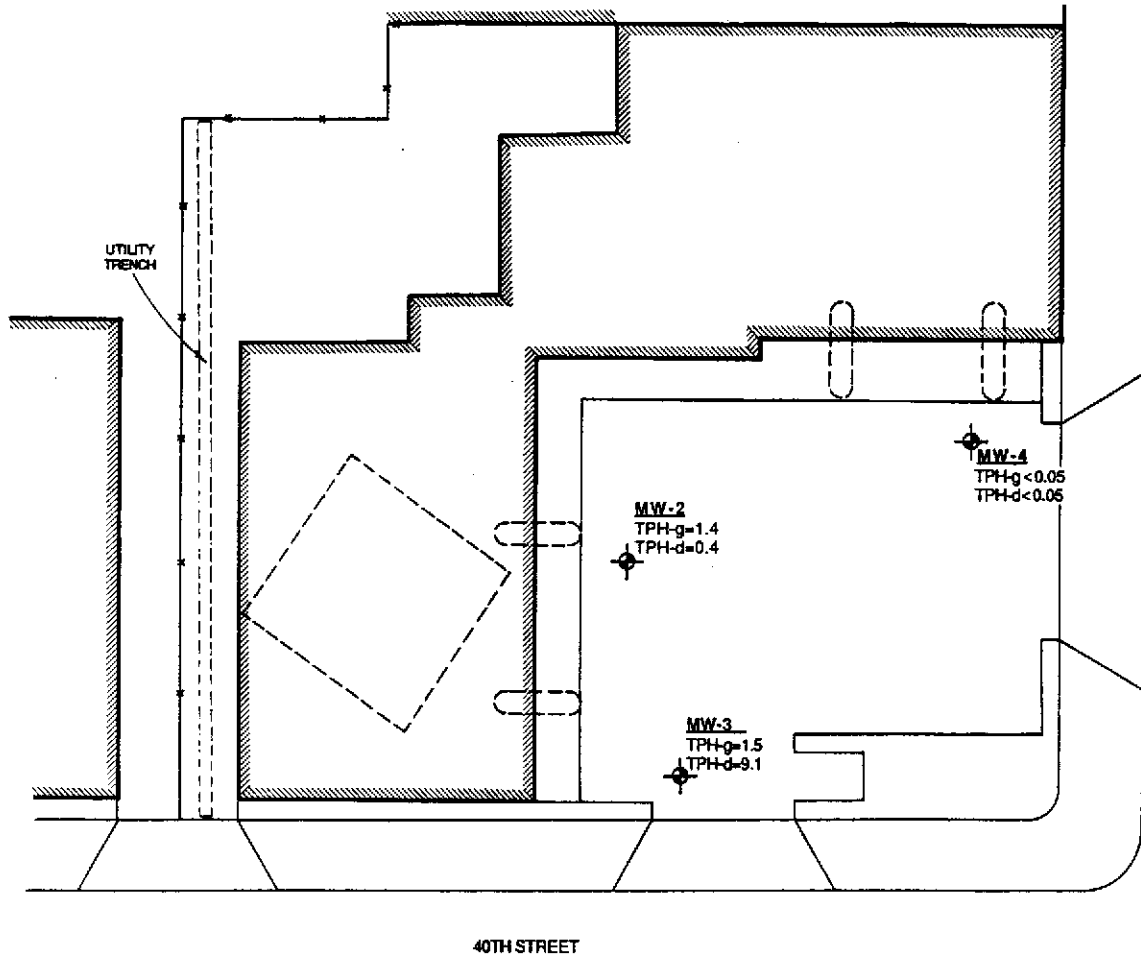 UTILITY
TRENCH
MW-4
TPH-g<0.05
TPH-d<0.05
MW-2
TPH-g=1.4
TPH-d=0.4
MW-3
TPH-g=1.5
TPH-d=9.1
40TH STREET